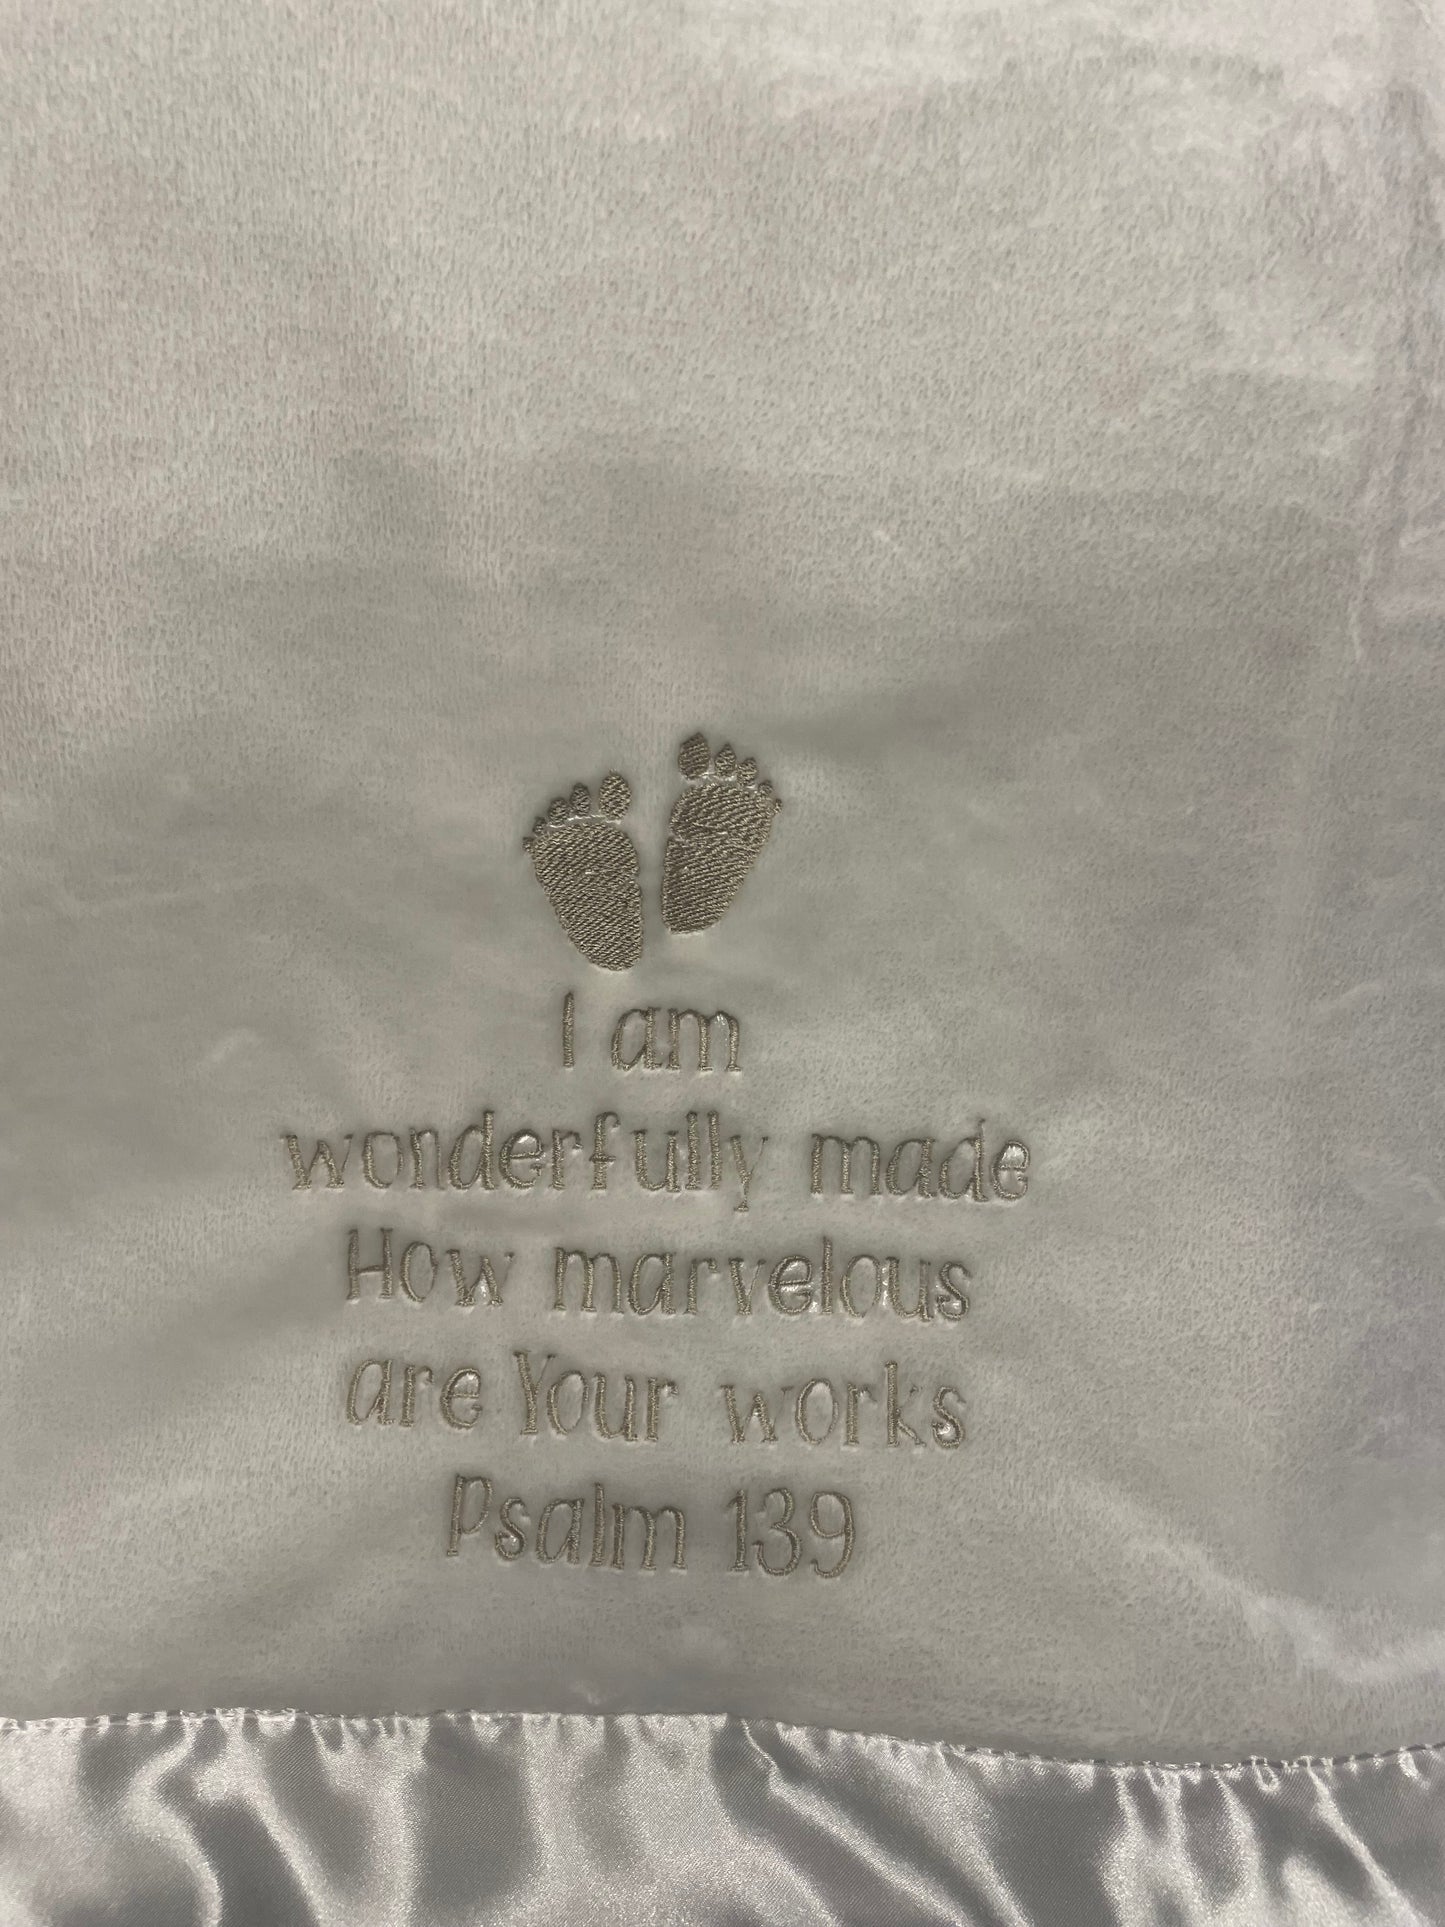 I am
wonderfully made
How marvelous
are Your works
Psalm 139